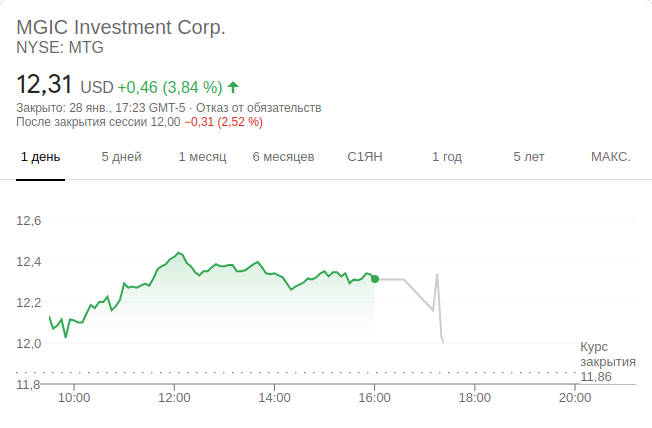 MGIC Investment Corp.
NYSE: MTG
12,31 USD +0,46 (3,84 %)
Закрыто: 28 янв., 17:23 GMT-5 · Отказ от обязательств
После закрытия сессии 12,00 −0,31 (2,52 %)
1 день 5 дней 1 месяц 6 месяцев С1ЯН 1 год 5 лет МАКС.
12,6
12,4
12,2
12,0
11,8
Курс
закрытия
11,86
10:00 12:00 14:00 16:00 18:00 20:00